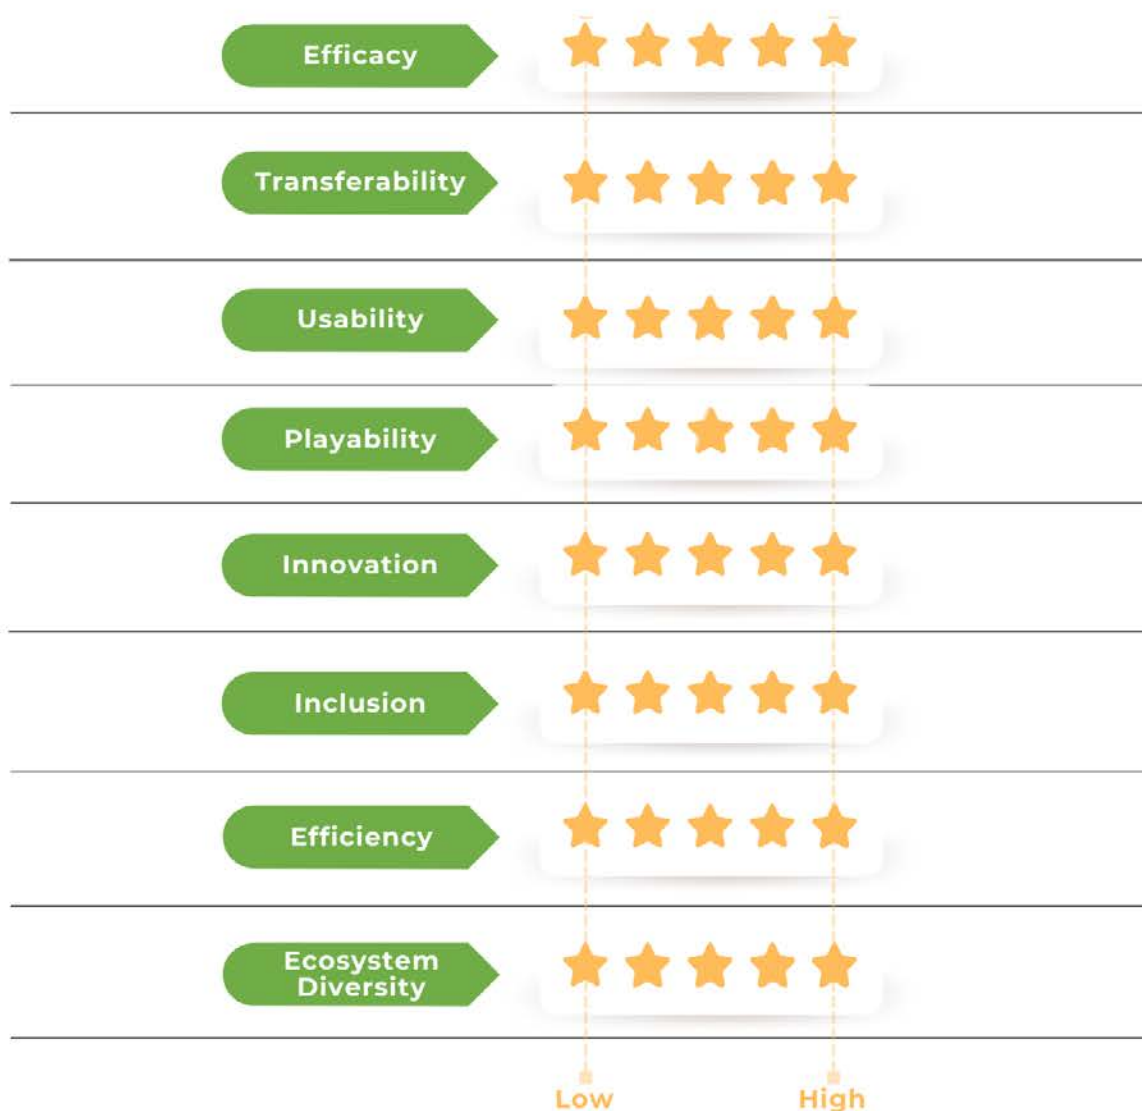 Efficacy
Transferability
Usability
Playability
Innovation
Inclusion
Efficiency
Ecosystem
Diversity
Low High